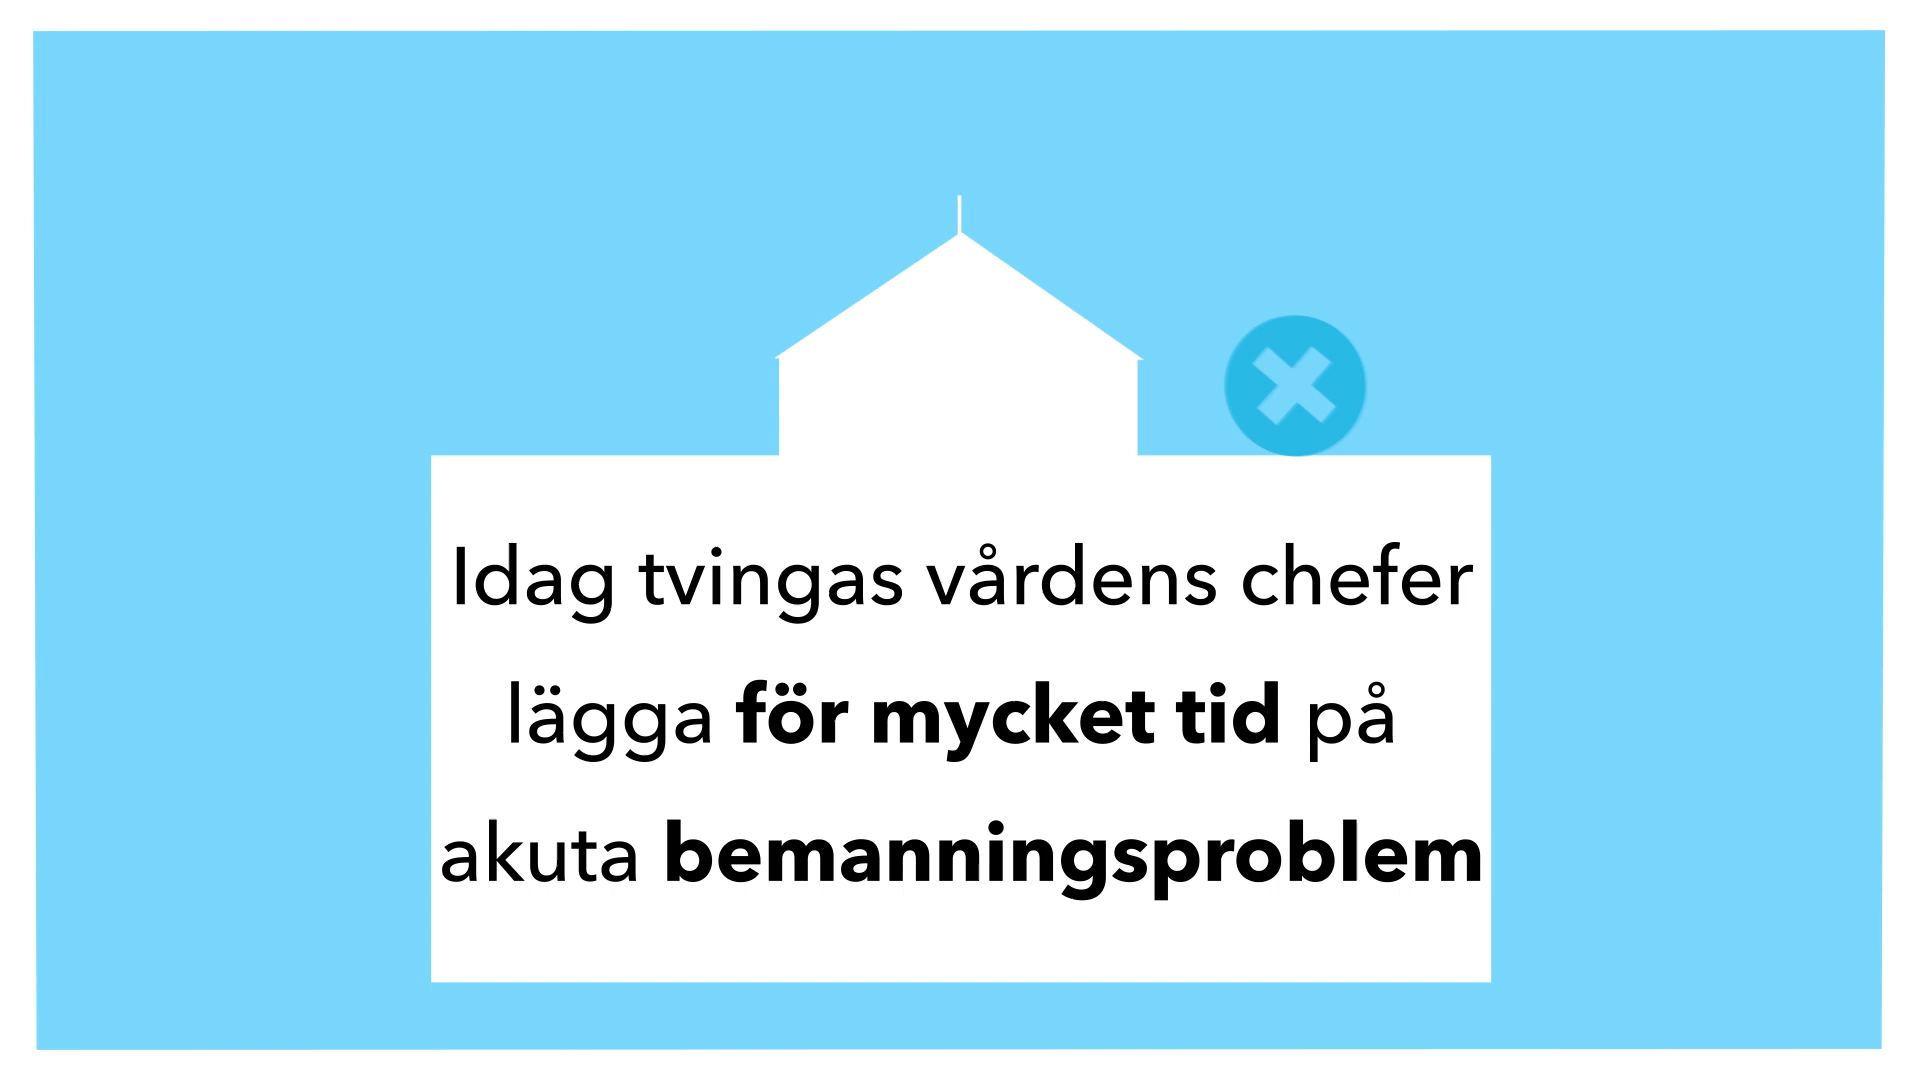 Idag tvingas vårdens chefer
lägga för mycket tid på
akuta bemanningsproblem